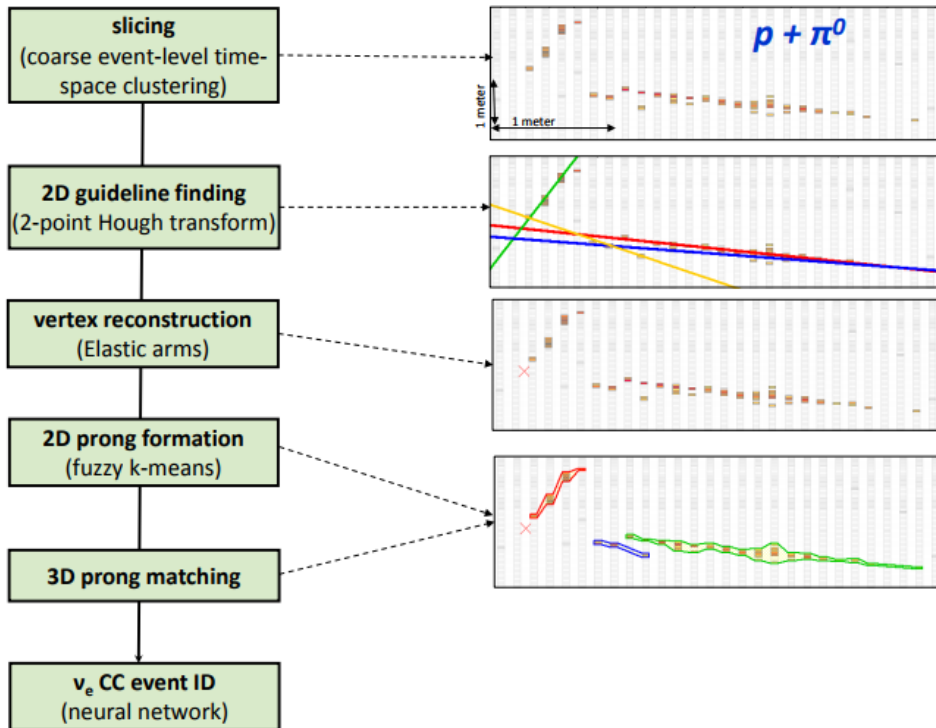 slicing
(coarse event-level time-
space clustering)
p + π⁰
1 meter
1 meter
2D guideline finding
(2-point Hough transform)
vertex reconstruction
(Elastic arms)
2D prong formation
(fuzzy k-means)
3D prong matching
νₑ CC event ID
(neural network)